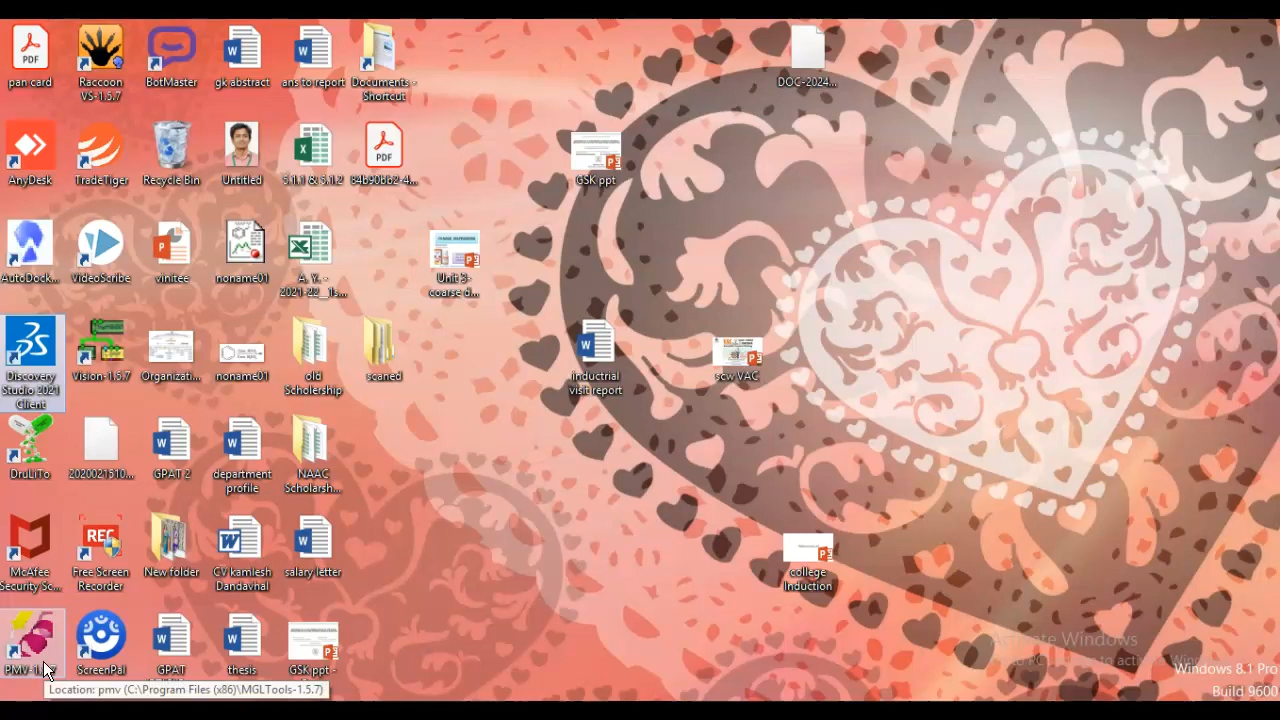 pan card
Raccoon
VS-1.5.7
BotMaster
gk abstract
ans to report
Documents -
Shortcut
DOC-2024...
AnyDesk
TradeTiger
Recycle Bin
Untitled
5.1.1 & 5.1.2
84b90bb2-4...
GSK ppt
AutoDock...
VideoScribe
vinitee
noname01
A. Y. -
2021-22__1s...
Unit 3-
coarse d...
Discovery
Studio 2021
Client
Vision-1.5.7
Organizati...
noname01
old
Scholership
scaned
inductrial
visit report
scw VAC
DruLiTo
2020021510...
GPAT 2
department
profile
NAAC
Scholarsh...
McAfee
Security Sc...
REC
Free Screen
Recorder
New folder
CV kamlesh
Dandavhal
salary letter
college
Induction
ScreenPal
GPAT
thesis
GSK ppt -
Location: pmv (C:\Program Files (x86)\MGLTools-1.5.7)
Windows 8.1 Pro
Build 9600